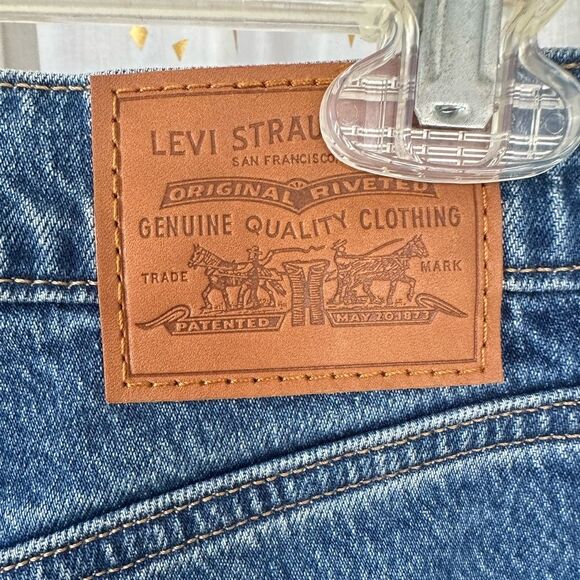 LEVI STRAU
SAN FRANCISCO
ORIGINAL RIVETED
GENUINE QUALITY CLOTHING
TRADE MARK
PATENTED MAY 20 1873